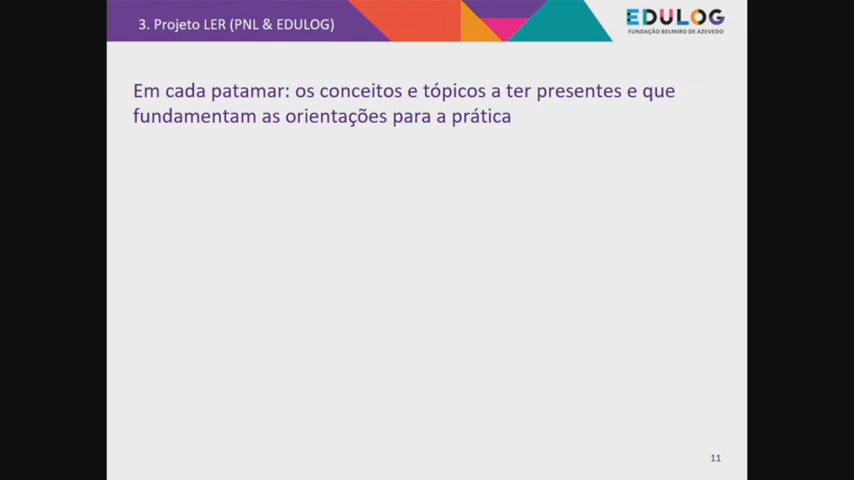 3. Projeto LER (PNL & EDULOG)
EDULOG
FUNDAÇÃO BELMIRO DE AZEVEDO
Em cada patamar: os conceitos e tópicos a ter presentes e que
fundamentam as orientações para a prática
11